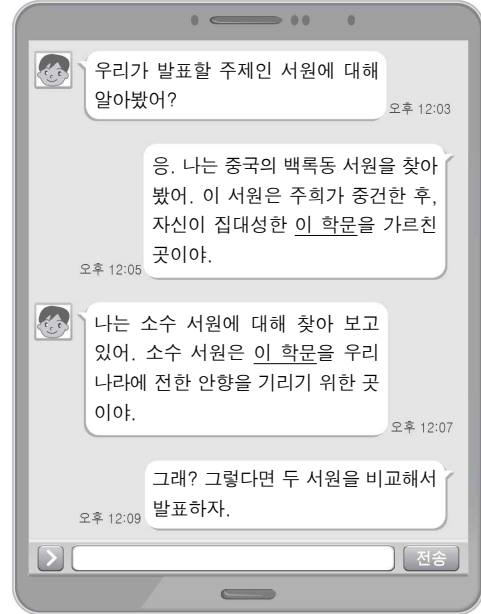 우리가 발표할 주제인 서원에 대해
알아봤어?
오후 12:03
응. 나는 중국의 백록동 서원을 찾아
봤어. 이 서원은 주희가 중건한 후,
자신이 집대성한 이 학문을 가르친
곳이야.
오후 12:05
나는 소수 서원에 대해 찾아 보고
있어. 소수 서원은 이 학문을 우리
나라에 전한 안향을 기리기 위한 곳
이야.
오후 12:07
그래? 그렇다면 두 서원을 비교해서
발표하자.
오후 12:09
전송